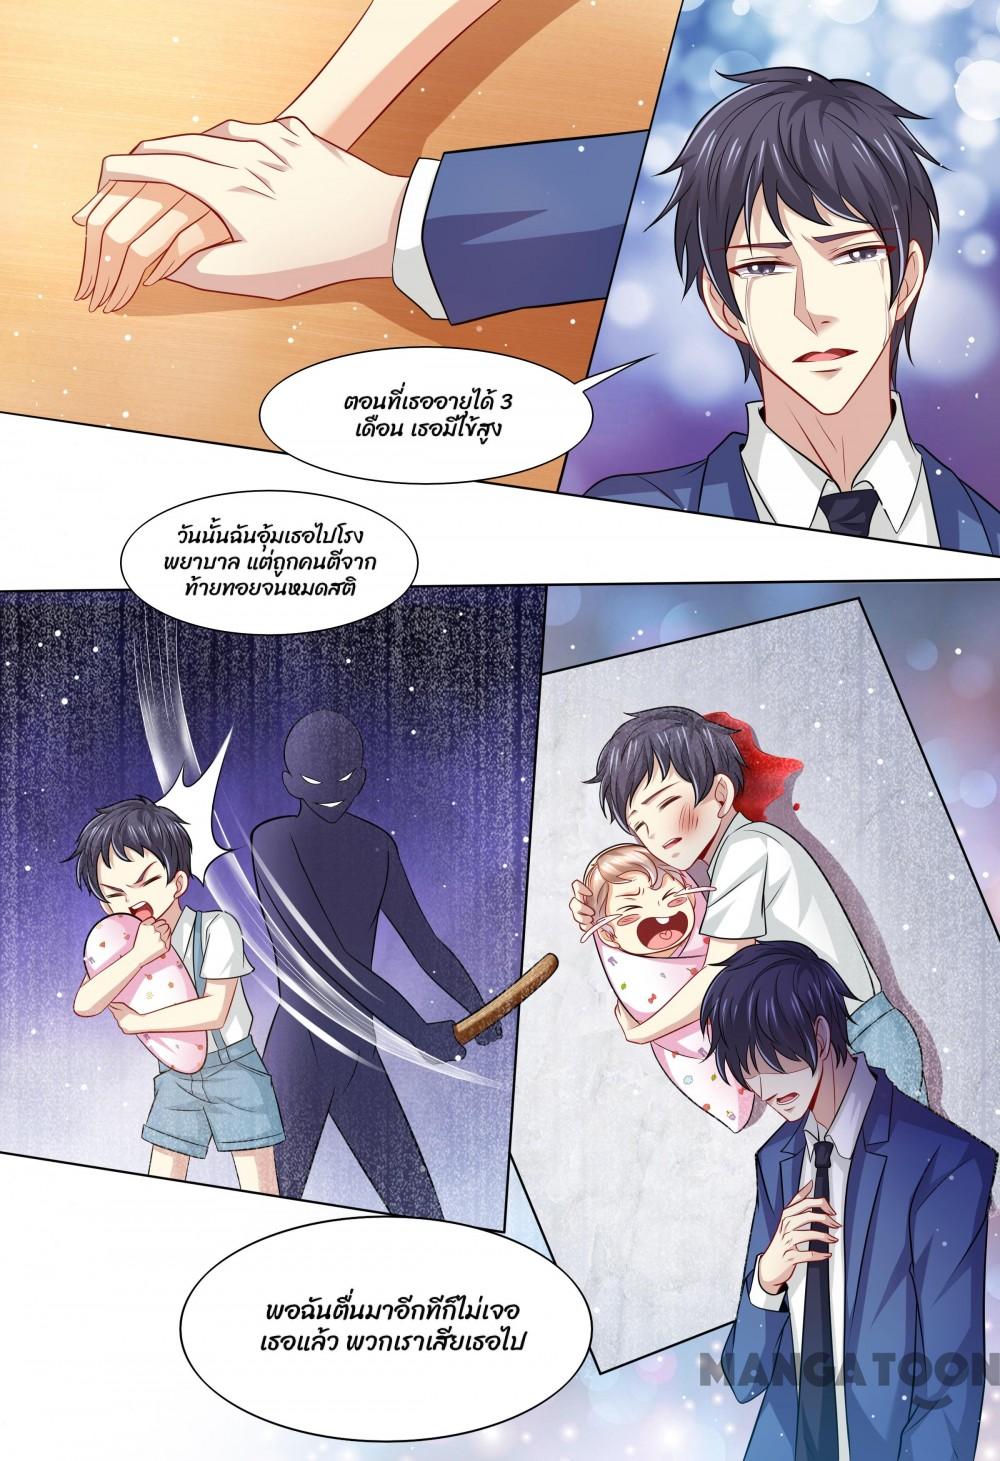 ตอนที่เธออายุได้ 3
เดือน เธอมีไข้สูง
วันนั้นฉันอุ้มเธอไปโรง
พยาบาล แต่ถูกคนตีจาก
ท้ายทอยจนหมดสติ
พอฉันตื่นมาอีกทีก็ไม่เจอ
เธอแล้ว พวกเราเสียเธอไป
MANGATOON